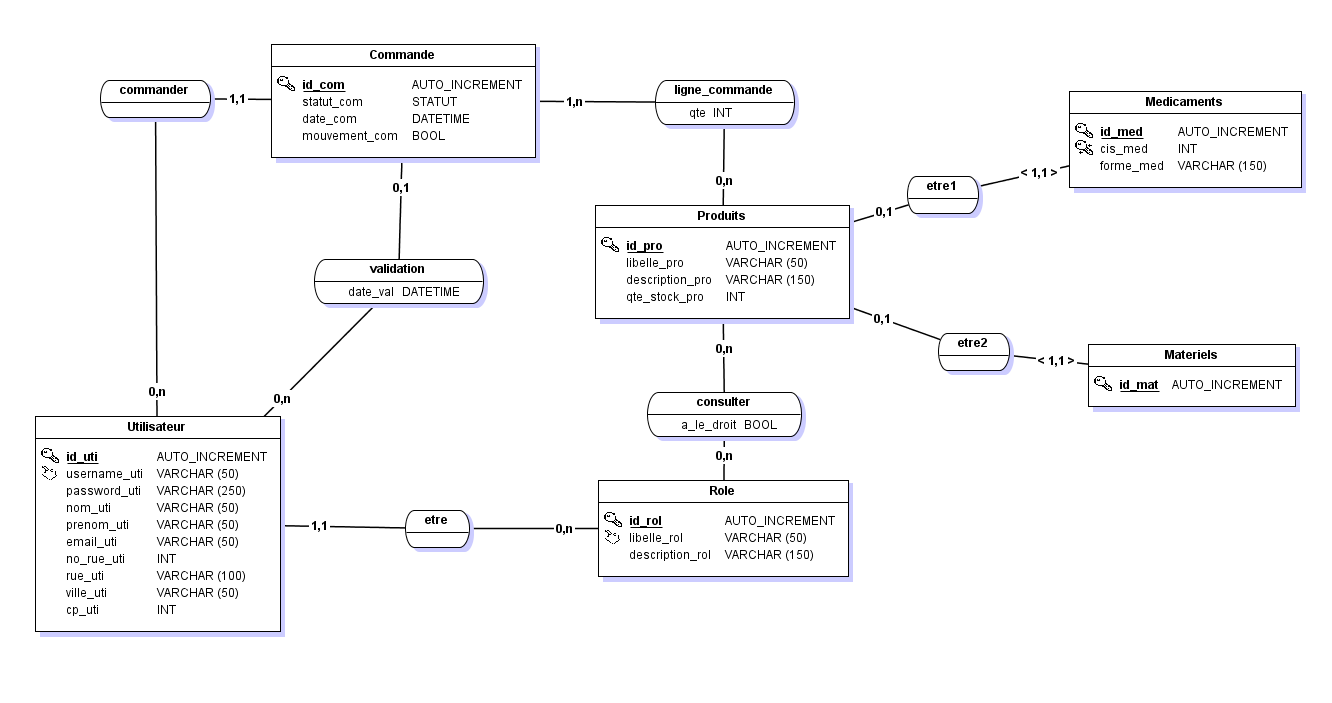 commander
1,1
Commande
id_com AUTO_INCREMENT
statut_com STATUT
date_com DATETIME
mouvement_com BOOL
1,n
ligne_commande
qte INT
0,n
0,1
validation
date_val DATETIME
0,n
0,n
Produits
id_pro AUTO_INCREMENT
libelle_pro VARCHAR (50)
description_pro VARCHAR (150)
qte_stock_pro INT
0,1
etre1
< 1,1 >
Medicaments
id_med AUTO_INCREMENT
cis_med INT
forme_med VARCHAR (150)
0,1
etre2
< 1,1 >
Materiels
id_mat AUTO_INCREMENT
0,n
consulter
a_le_droit BOOL
0,n
Utilisateur
id_uti AUTO_INCREMENT
username_uti VARCHAR (50)
password_uti VARCHAR (250)
nom_uti VARCHAR (50)
prenom_uti VARCHAR (50)
email_uti VARCHAR (50)
no_rue_uti INT
rue_uti VARCHAR (100)
ville_uti VARCHAR (50)
cp_uti INT
1,1
etre
0,n
Role
id_rol AUTO_INCREMENT
libelle_rol VARCHAR (50)
description_rol VARCHAR (150)